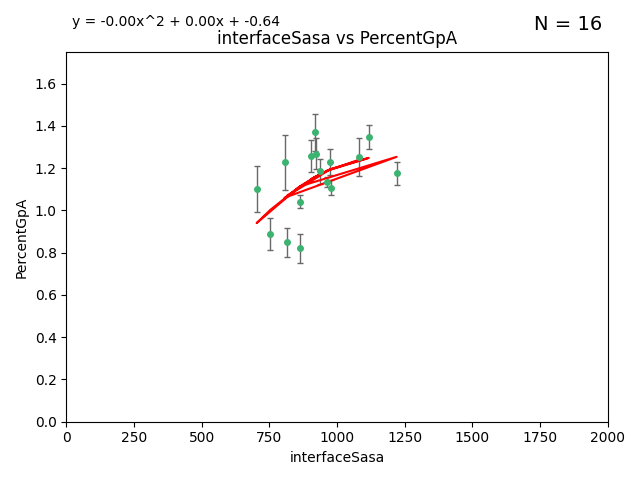 y = -0.00x^2 + 0.00x + -0.64
N = 16
interfaceSasa vs PercentGpA
PercentGpA
1.6
1.4
1.2
1.0
0.8
0.6
0.4
0.2
0.0
0 250 500 750 1000 1250 1500 1750 2000
interfaceSasa